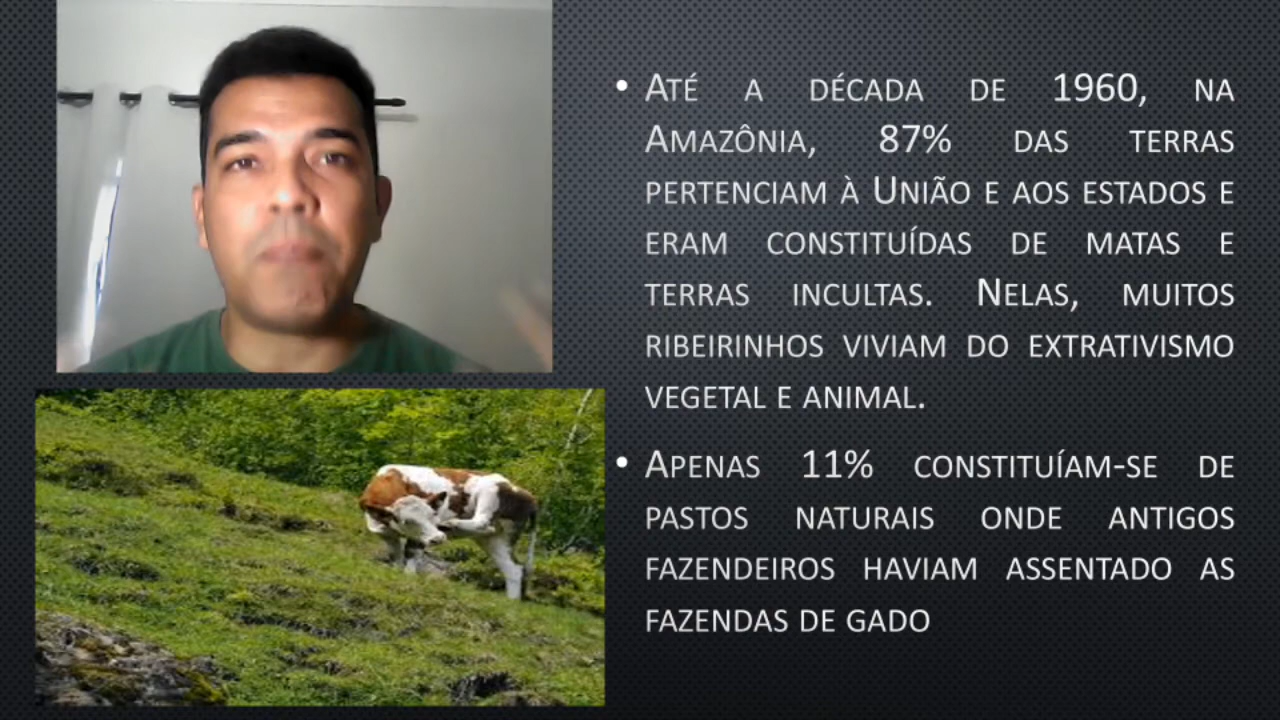 • Até a década de 1960, na
Amazônia, 87% das terras
pertenciam à União e aos estados e
eram constituídas de matas e
terras incultas. Nelas, muitos
ribeirinhos viviam do extrativismo
vegetal e animal.
• Apenas 11% constituíam-se de
pastos naturais onde antigos
fazendeiros haviam assentado as
fazendas de gado